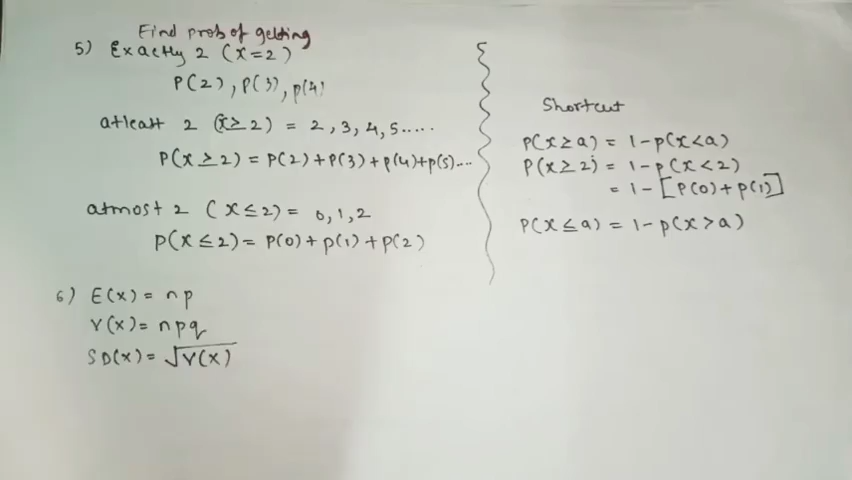 Find prob of getting
5) Exactly 2 (x=2)
P(2), P(3), p(4)
atleast 2 (x≥2) = 2, 3, 4, 5.....
P(x≥2) = P(2)+P(3)+p(4)+p(5)...
atmost 2 (x≤2) = 0, 1, 2
P(x≤2) = P(0)+p(1)+p(2)
6) E(x) = np
V(x) = npq
SD(x) = √V(x)
Shortcut
P(x≥a) = 1-p(x<a)
P(x≥2) = 1-p(x<2)
= 1-[P(0)+p(1)]
P(x≤a) = 1-p(x>a)